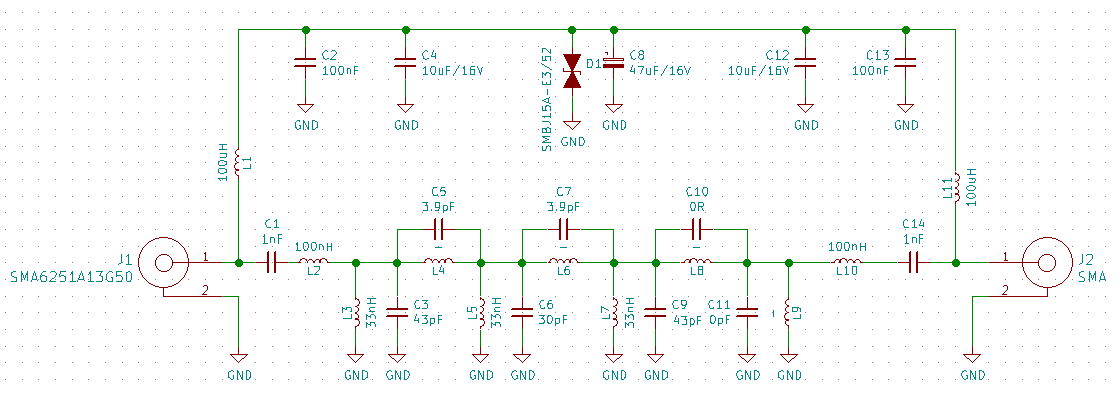 C2
100nF
GND
C4
10uF/16V
GND
SMBJ15A-E3/52
D1
GND
C8
47uF/16V
GND
C12
10uF/16V
GND
C13
100nF
GND
100uH
L1
L11
100uH
C5
3.9pF
C7
3.9pF
C10
0R
J1
SMA6251A13G50
1
2
C1
1nF
100nH
L2
L4
L6
L8
100nH
L10
C14
1nF
1
2
J2
SMA
L3
33nH
C3
43pF
L5
33nH
C6
30pF
L7
33nH
C9
43pF
C11
0pF
L9
GND
GND
GND
GND
GND
GND
GND
GND
GND
GND